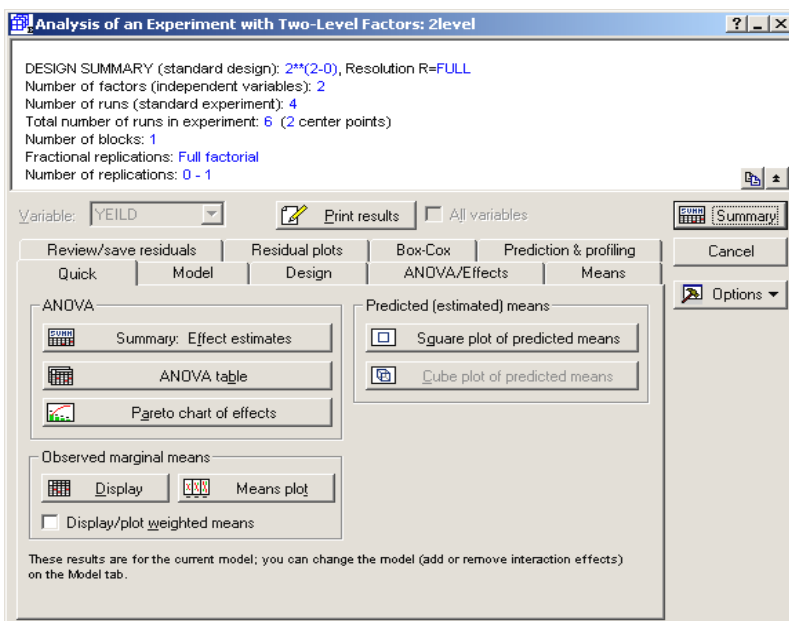 Analysis of an Experiment with Two-Level Factors: 2level
DESIGN SUMMARY (standard design): 2**(2-0), Resolution R=FULL
Number of factors (independent variables): 2
Number of runs (standard experiment): 4
Total number of runs in experiment: 6 (2 center points)
Number of blocks: 1
Fractional replications: Full factorial
Number of replications: 0 - 1
Variable: YEILD
Print results
All variables
Summary
Review/save residuals
Residual plots
Box-Cox
Prediction & profiling
Cancel
Quick
Model
Design
ANOVA/Effects
Means
Options
ANOVA
Summary: Effect estimates
ANOVA table
Pareto chart of effects
Predicted (estimated) means
Square plot of predicted means
Cube plot of predicted means
Observed marginal means
Display
Means plot
Display/plot weighted means
These results are for the current model; you can change the model (add or remove interaction effects)
on the Model tab.